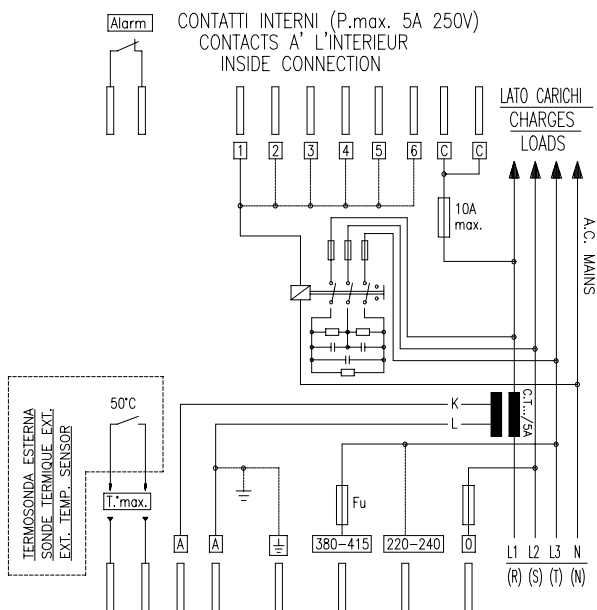 Alarm
CONTATTI INTERNI (P.max. 5A 250V)
CONTACTS A' L'INTERIEUR
INSIDE CONNECTION
LATO CARICHI
CHARGES
LOADS
1 2 3 4 5 6 C C
10A
max.
A.C. MAINS
TERMOSONDA ESTERNA
SONDE TERMIQUE EXT.
EXT. TEMP. SENSOR
50°C
T.°max.
K
L
C.T.../5A
Fu
A A 380-415 220-240 0
L1 L2 L3 N
(R) (S) (T) (N)